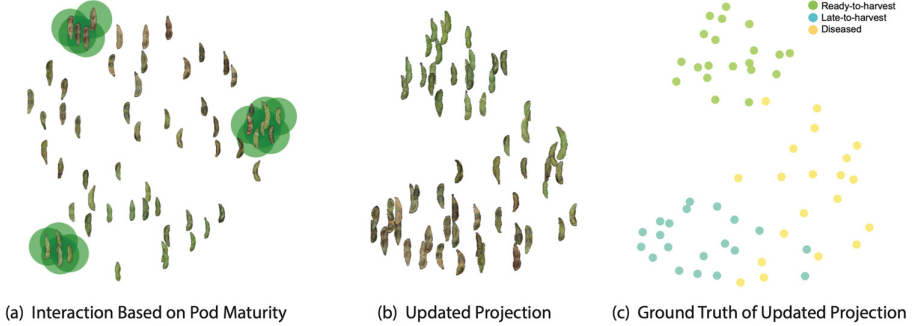 Ready-to-harvest
Late-to-harvest
Diseased
(a) Interaction Based on Pod Maturity
(b) Updated Projection
(c) Ground Truth of Updated Projection